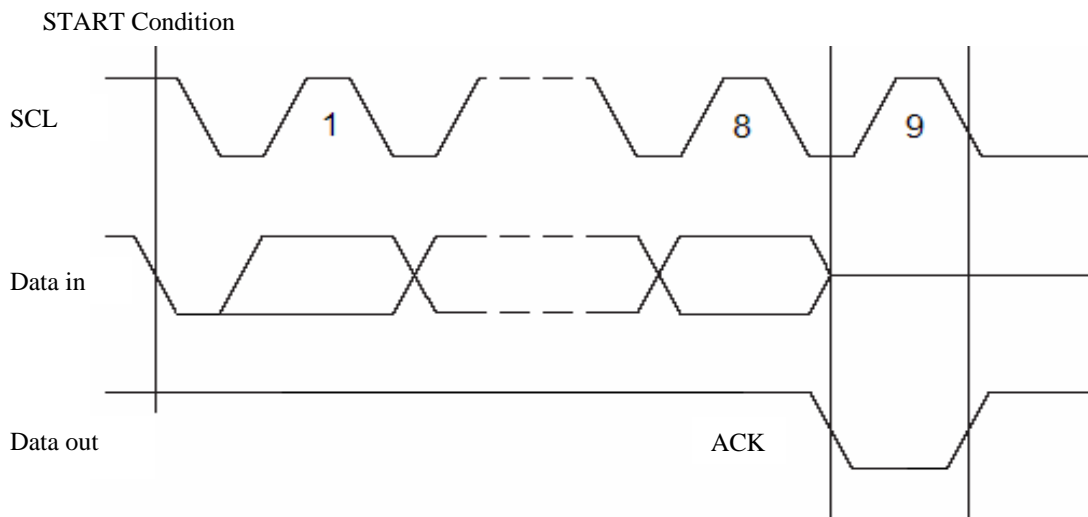 START Condition
SCL
1
8
9
Data in
Data out
ACK